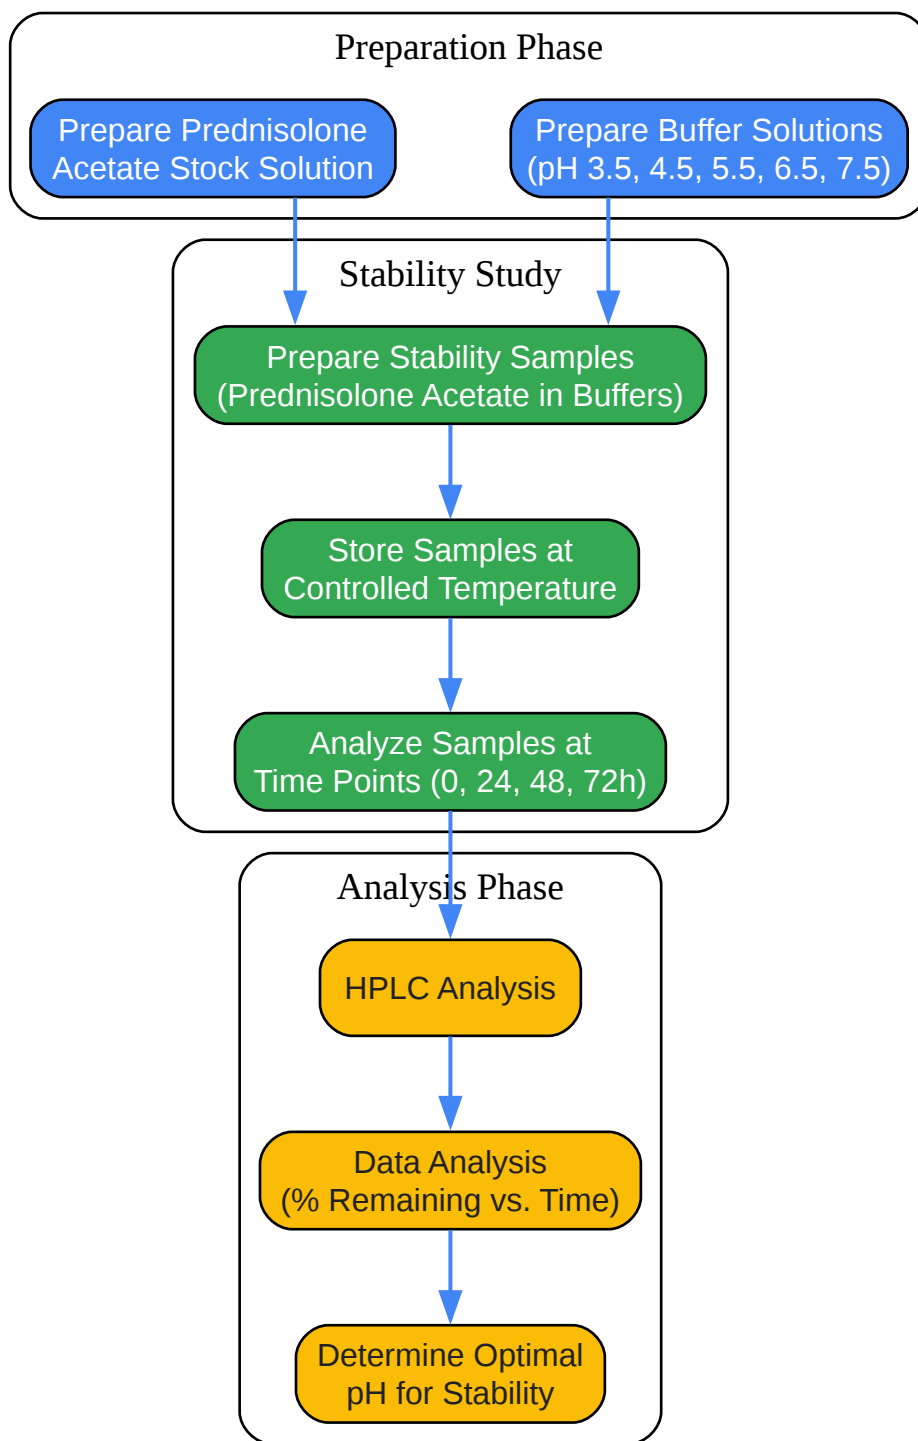 Preparation Phase
Prepare Prednisolone
Acetate Stock Solution
Prepare Buffer Solutions
(pH 3.5, 4.5, 5.5, 6.5, 7.5)
Stability Study
Prepare Stability Samples
(Prednisolone Acetate in Buffers)
Store Samples at
Controlled Temperature
Analyze Samples at
Time Points (0, 24, 48, 72h)
Analysis Phase
HPLC Analysis
Data Analysis
(% Remaining vs. Time)
Determine Optimal
pH for Stability